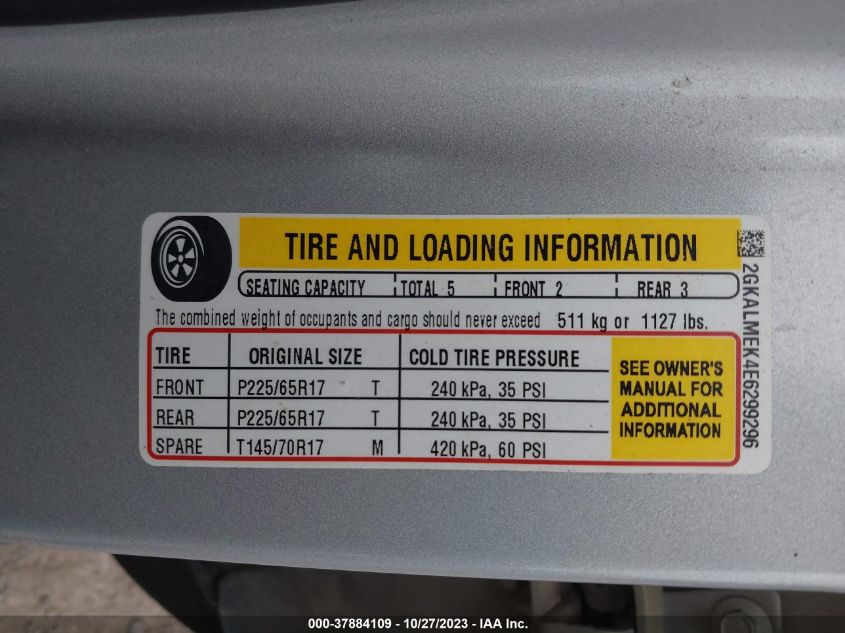 TIRE AND LOADING INFORMATION
SEATING CAPACITY TOTAL 5 FRONT 2 REAR 3
The combined weight of occupants and cargo should never exceed 511 kg or 1127 lbs.
TIRE ORIGINAL SIZE COLD TIRE PRESSURE
FRONT P225/65R17 T 240 kPa, 35 PSI
REAR P225/65R17 T 240 kPa, 35 PSI
SPARE T145/70R17 M 420 kPa, 60 PSI
SEE OWNER'S
MANUAL FOR
ADDITIONAL
INFORMATION
2GKALMEK4E6299296
000-37884109 - 10/27/2023 - IAA Inc.